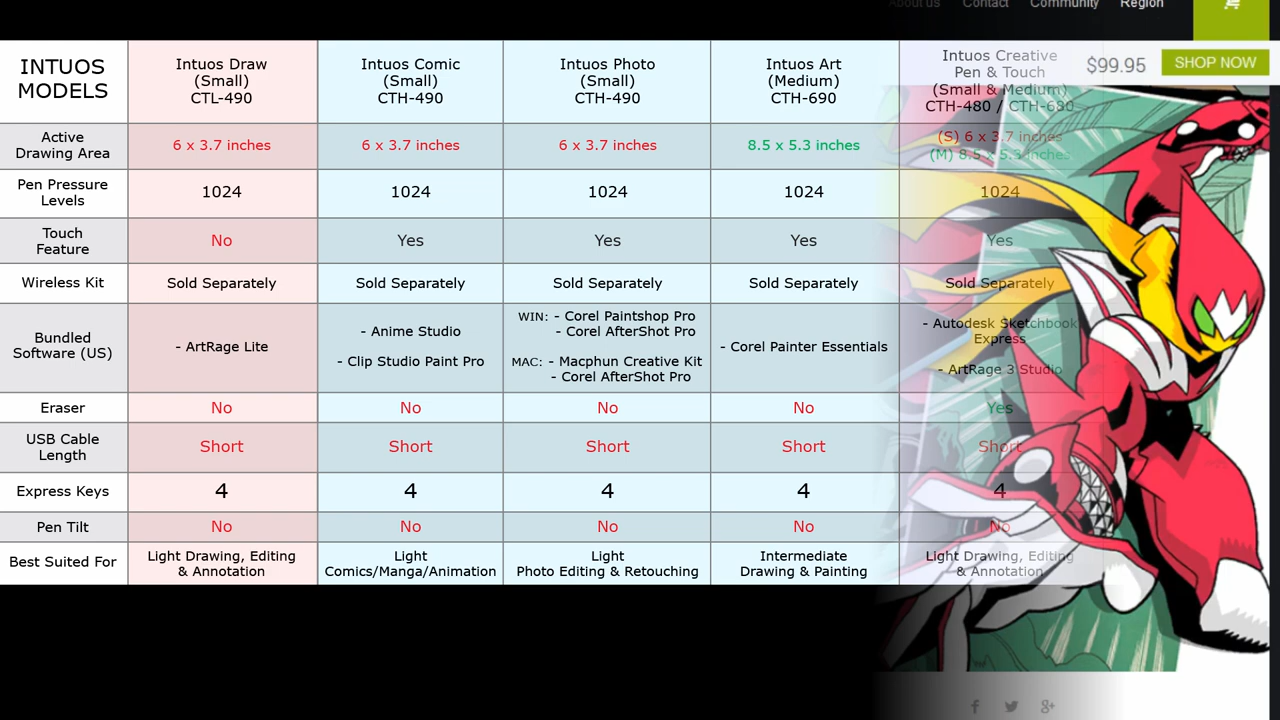 About us Contact Community Region
$99.95 SHOP NOW
INTUOS
MODELS
Intuos Draw
(Small)
CTL-490
Intuos Comic
(Small)
CTH-490
Intuos Photo
(Small)
CTH-490
Intuos Art
(Medium)
CTH-690
Intuos Creative
Pen & Touch
(Small & Medium)
CTH-480 / CTH-680
Active
Drawing Area
6 x 3.7 inches
6 x 3.7 inches
6 x 3.7 inches
8.5 x 5.3 inches
(S) 6 x 3.7 inches
(M) 8.5 x 5.3 inches
Pen Pressure
Levels
1024
1024
1024
1024
1024
Touch
Feature
No
Yes
Yes
Yes
Yes
Wireless Kit
Sold Separately
Sold Separately
Sold Separately
Sold Separately
Sold Separately
Bundled
Software (US)
- ArtRage Lite
- Anime Studio
- Clip Studio Paint Pro
WIN: - Corel Paintshop Pro
- Corel AfterShot Pro
MAC: - Macphun Creative Kit
- Corel AfterShot Pro
- Corel Painter Essentials
- Autodesk Sketchbook
Express
- ArtRage 3 Studio
Eraser
No
No
No
No
Yes
USB Cable
Length
Short
Short
Short
Short
Short
Express Keys
4
4
4
4
4
Pen Tilt
No
No
No
No
No
Best Suited For
Light Drawing, Editing
& Annotation
Light
Comics/Manga/Animation
Light
Photo Editing & Retouching
Intermediate
Drawing & Painting
Light Drawing, Editing
& Annotation